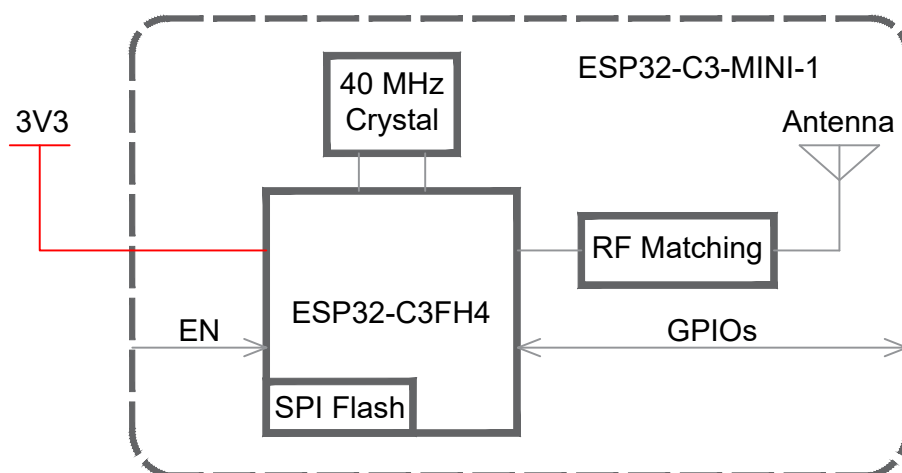 ESP32-C3-MINI-1
40 MHz
Crystal
3V3
Antenna
RF Matching
ESP32-C3FH4
EN
GPIOs
SPI Flash